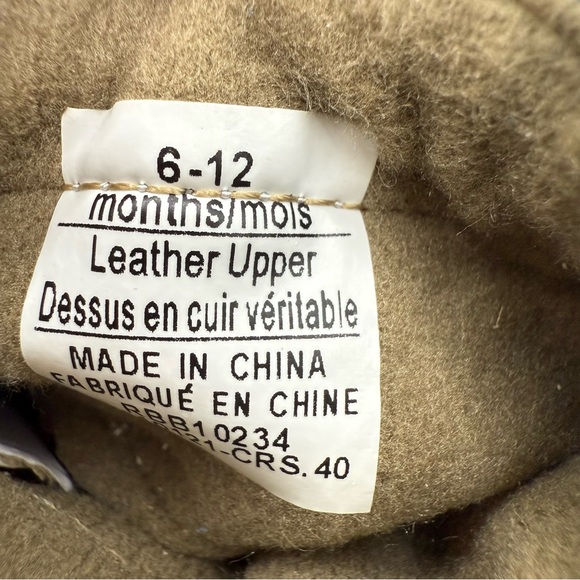 6-12
months/mois
Leather Upper
Dessus en cuir véritable
MADE IN CHINA
FABRIQUÉ EN CHINE
BBB10234
-CRS.40